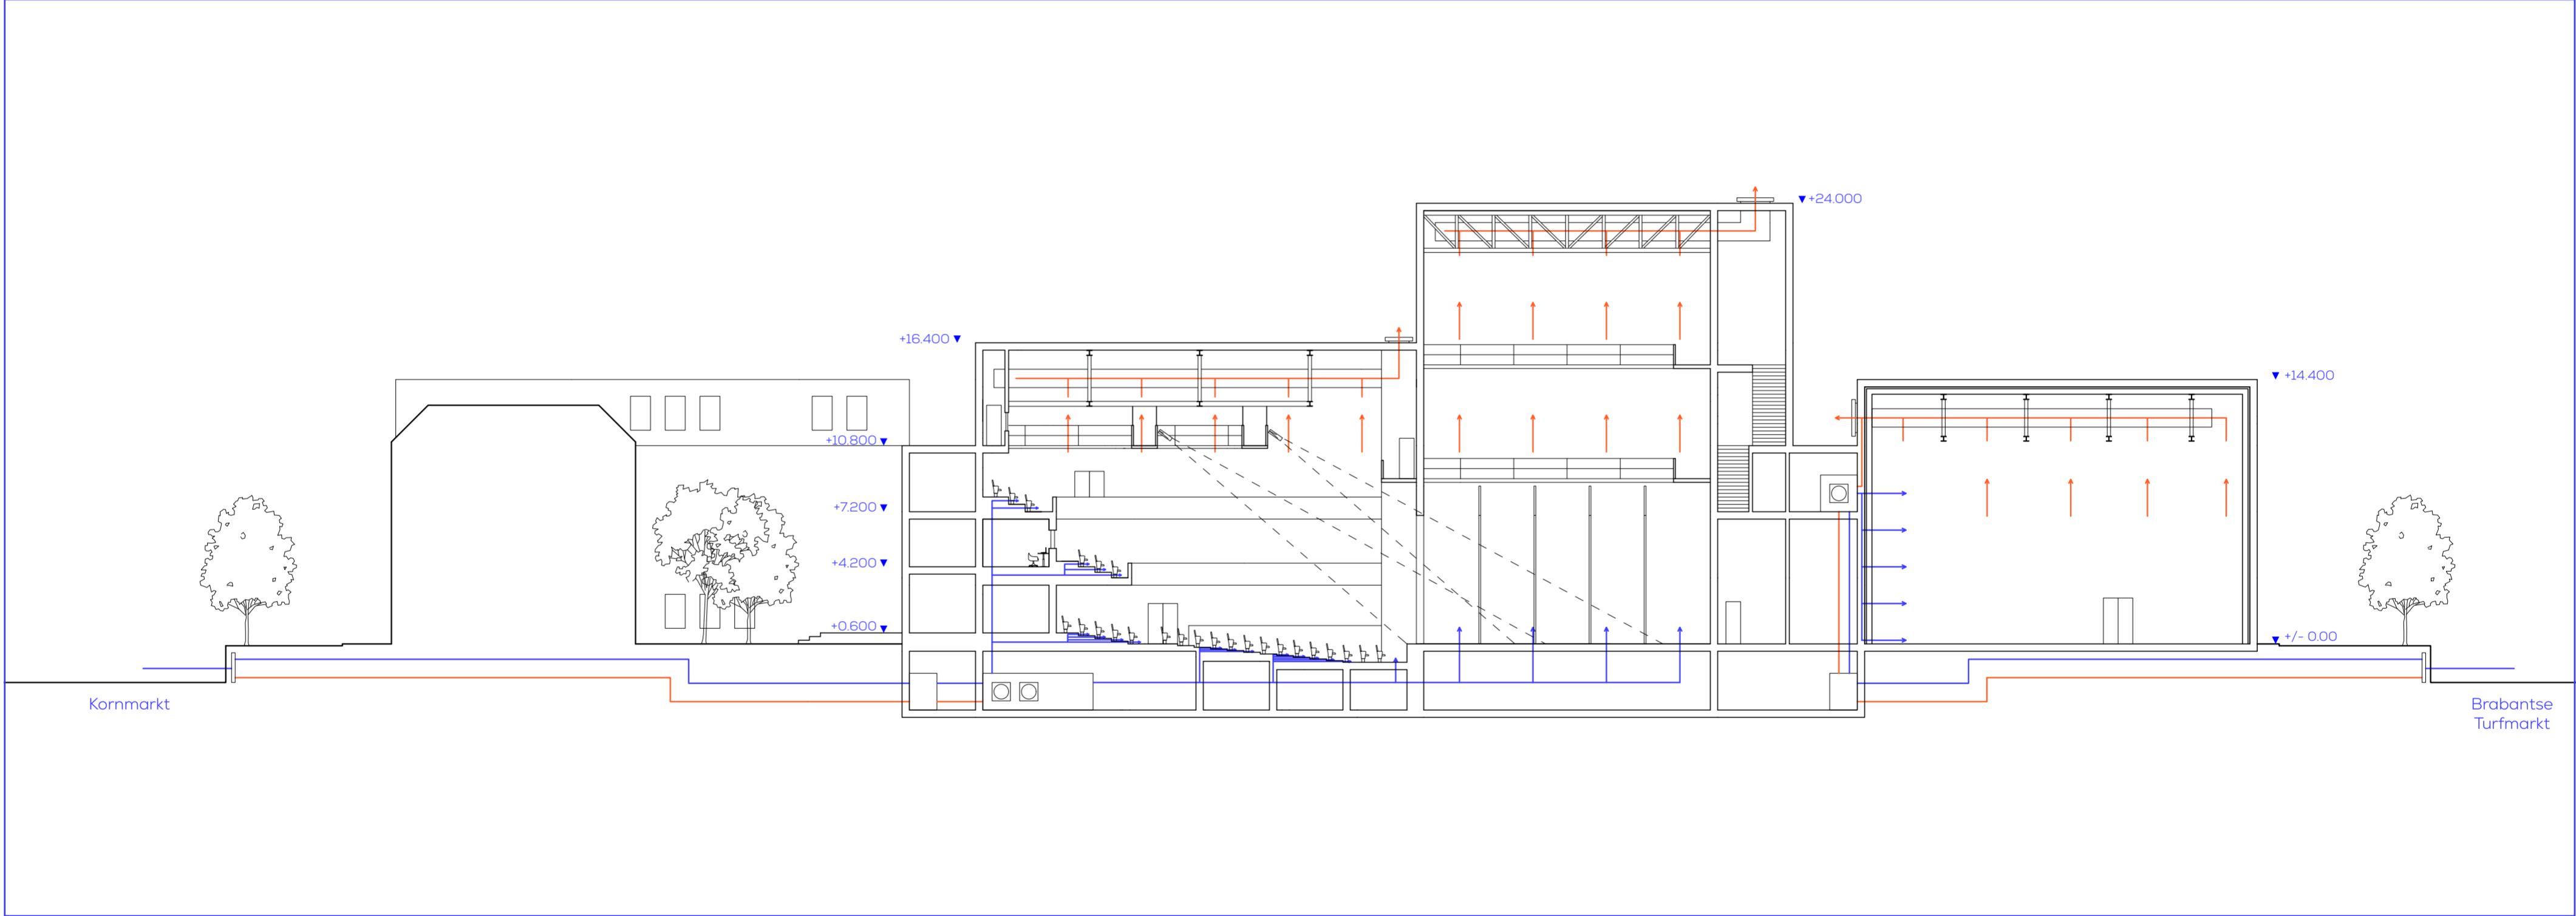 ▼+24.000
+16.400 ▼
▼ +14.400
+10.800 ▼
+7.200 ▼
+4.200 ▼
+0.600 ▼
▼ +/- 0.00
Kornmarkt
Brabantse
Turfmarkt